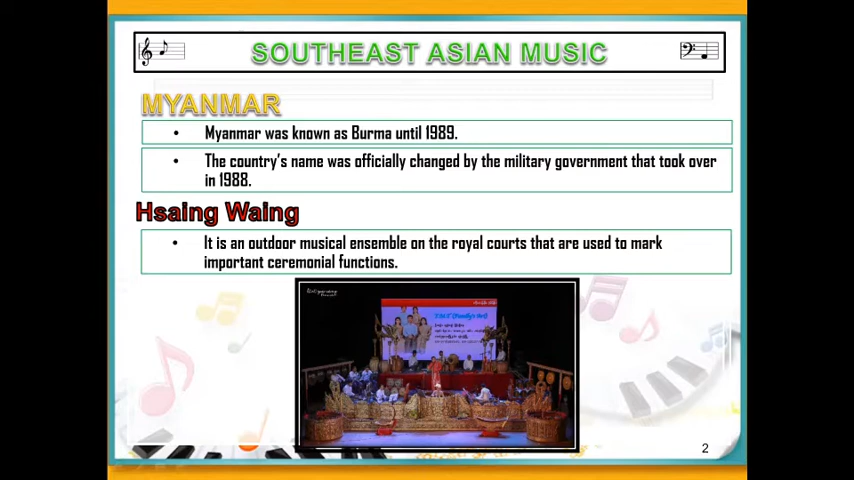 SOUTHEAST ASIAN MUSIC
MYANMAR
• Myanmar was known as Burma until 1989.
• The country's name was officially changed by the military government that took over
in 1988.
Hsaing Waing
• It is an outdoor musical ensemble on the royal courts that are used to mark
important ceremonial functions.
2